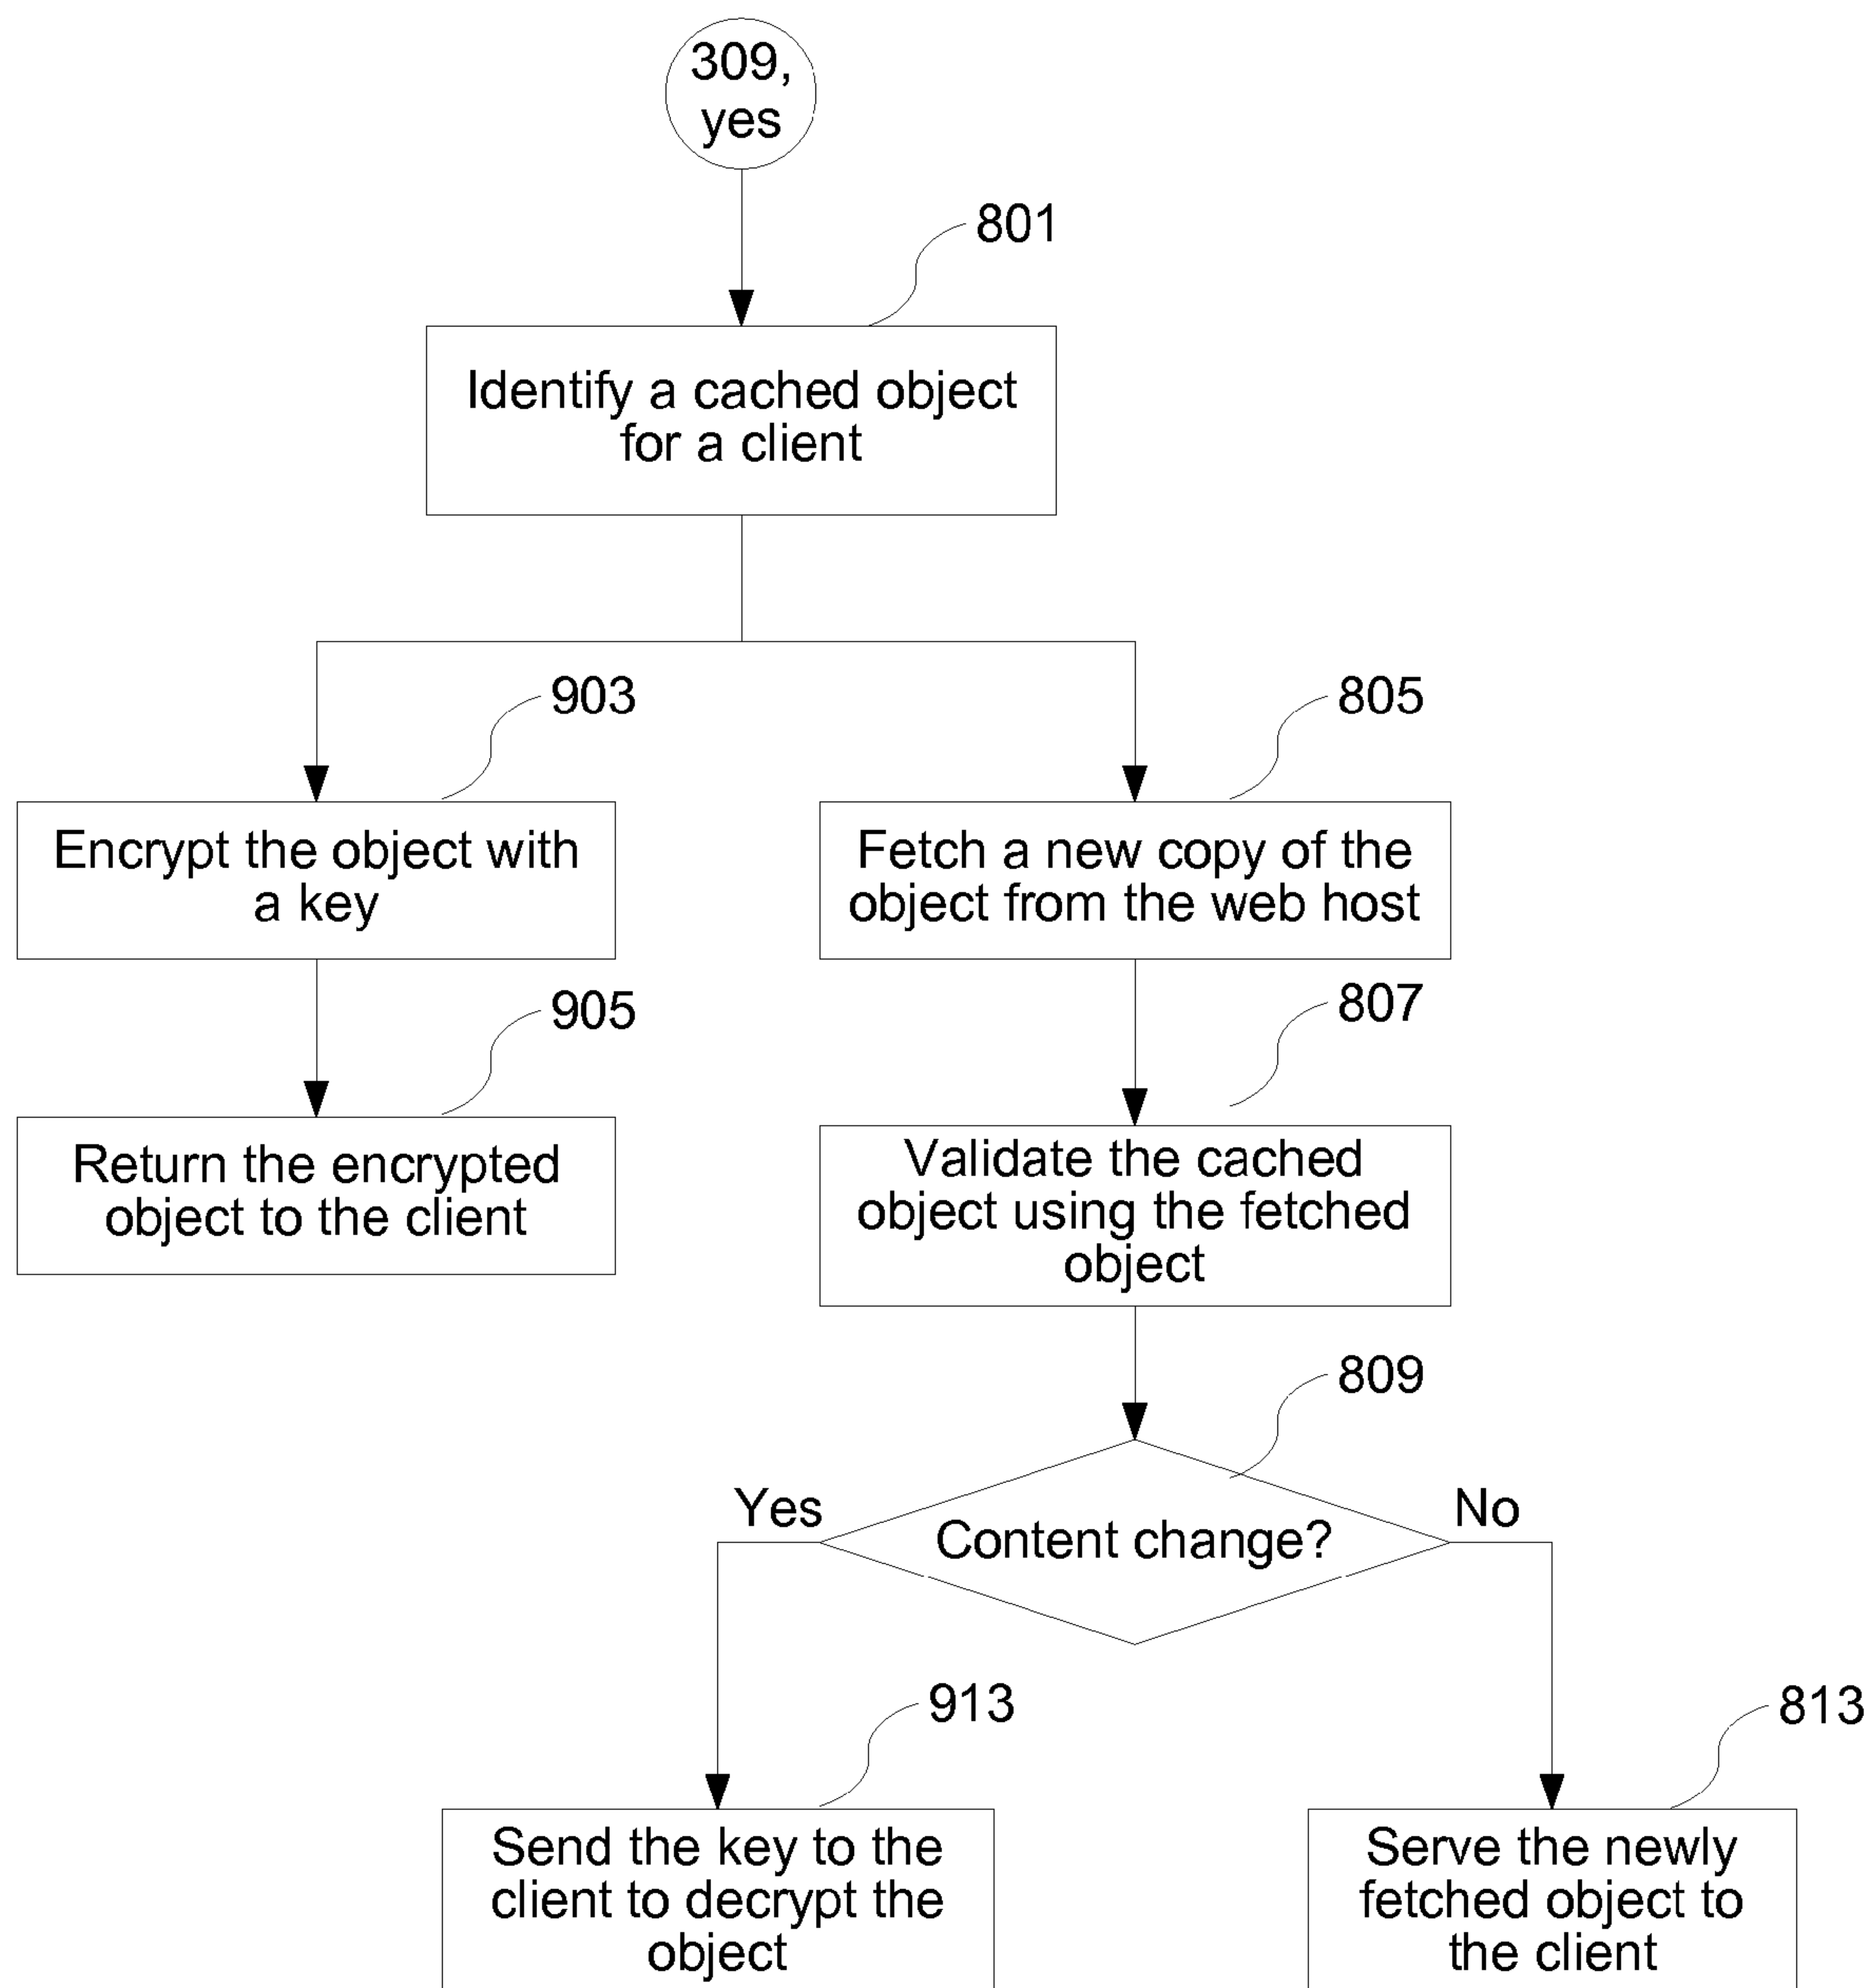 309,
yes
801
Identify a cached object
for a client
903
805
Encrypt the object with
a key
Fetch a new copy of the
object from the web host
905
807
Return the encrypted
object to the client
Validate the cached
object using the fetched
object
809
Yes
Content change?
No
913
813
Send the key to the
client to decrypt the
object
Serve the newly
fetched object to
the client